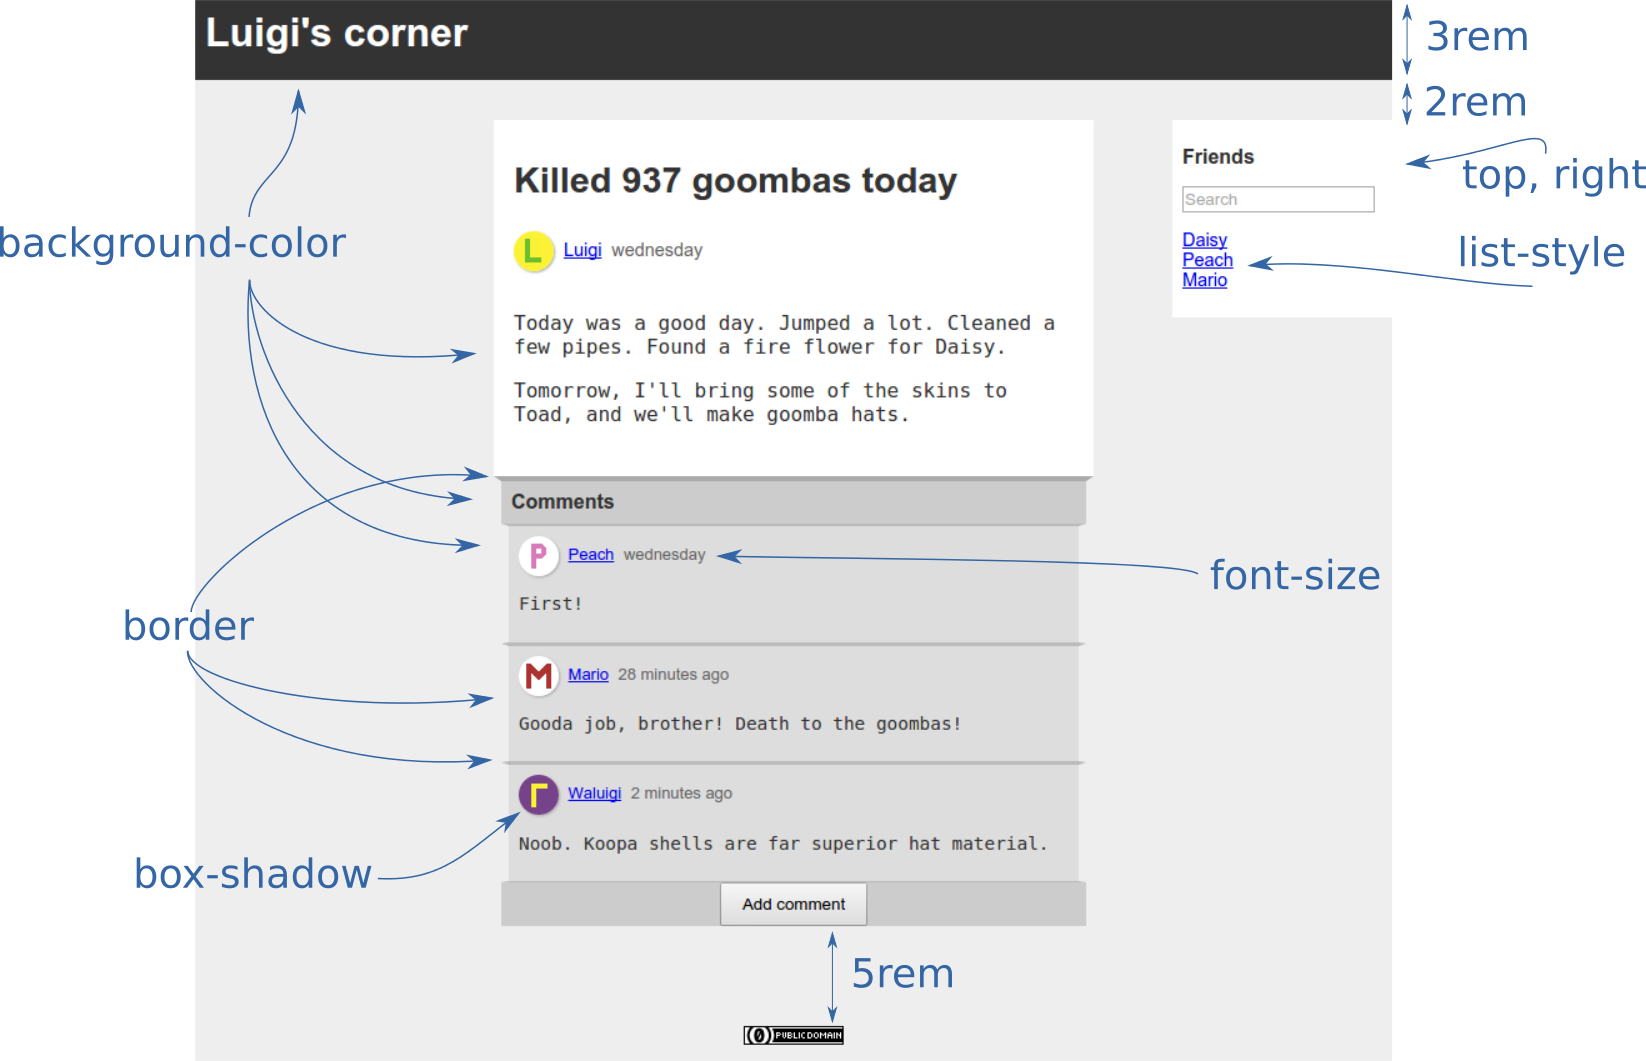 Luigi's corner
3rem
2rem
Killed 937 goombas today
Friends
top, right
Search
background-color
L
Luigi wednesday
Daisy
Peach
Mario
list-style
Today was a good day. Jumped a lot. Cleaned a
few pipes. Found a fire flower for Daisy.
Tomorrow, I'll bring some of the skins to
Toad, and we'll make goomba hats.
Comments
P
Peach wednesday
font-size
First!
border
M
Mario 28 minutes ago
Gooda job, brother! Death to the goombas!
Γ
Waluigi 2 minutes ago
Noob. Koopa shells are far superior hat material.
box-shadow
Add comment
5rem
(0) PUBLIC DOMAIN